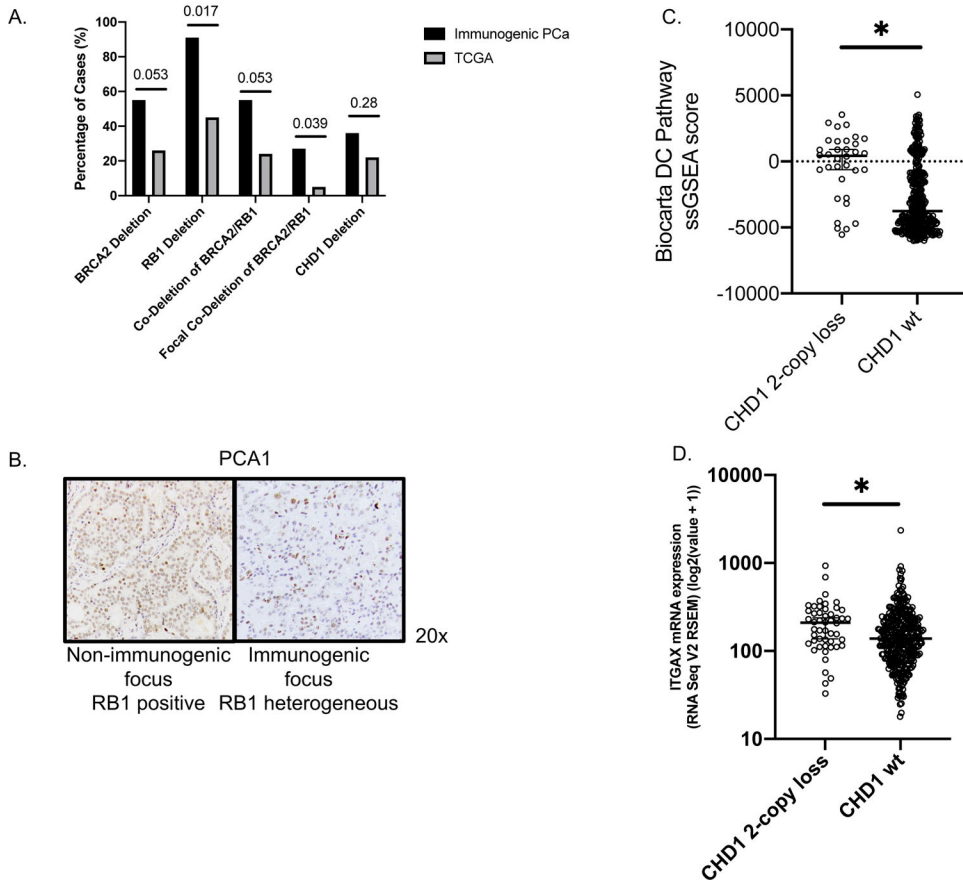 A.
Percentage of Cases (%)
100
80
60
40
20
0
0.053
0.017
0.053
0.039
0.28
BRCA2 Deletion
RB1 Deletion
Co-Deletion of BRCA2/RB1
Focal Co-Deletion of BRCA2/RB1
CHD1 Deletion
Immunogenic PCa
TCGA
B.
PCA1
20x
Non-immunogenic
focus
RB1 positive
Immunogenic
focus
RB1 heterogeneous
C.
Biocarta DC Pathway
ssGSEA score
10000
5000
0
-5000
-10000
*
CHD1 2-copy loss
CHD1 wt
D.
ITGAX mRNA expression
(RNA Seq V2 RSEM) (log2(value + 1))
10000
1000
100
10
*
CHD1 2-copy loss
CHD1 wt